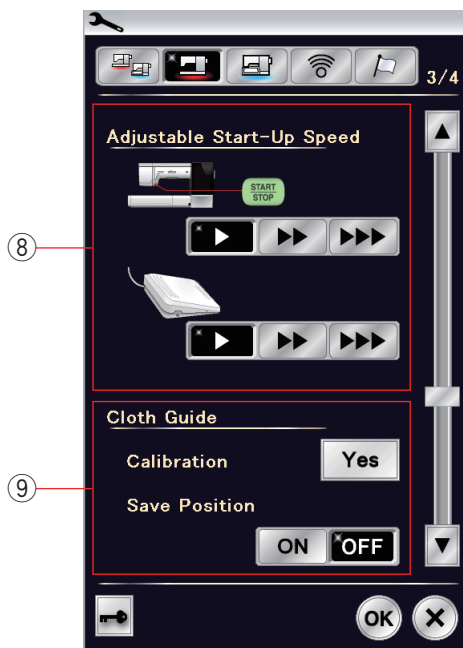 3/4
Adjustable Start-Up Speed
START
STOP
⑧
Cloth Guide
Calibration Yes
⑨
Save Position
ON OFF
OK